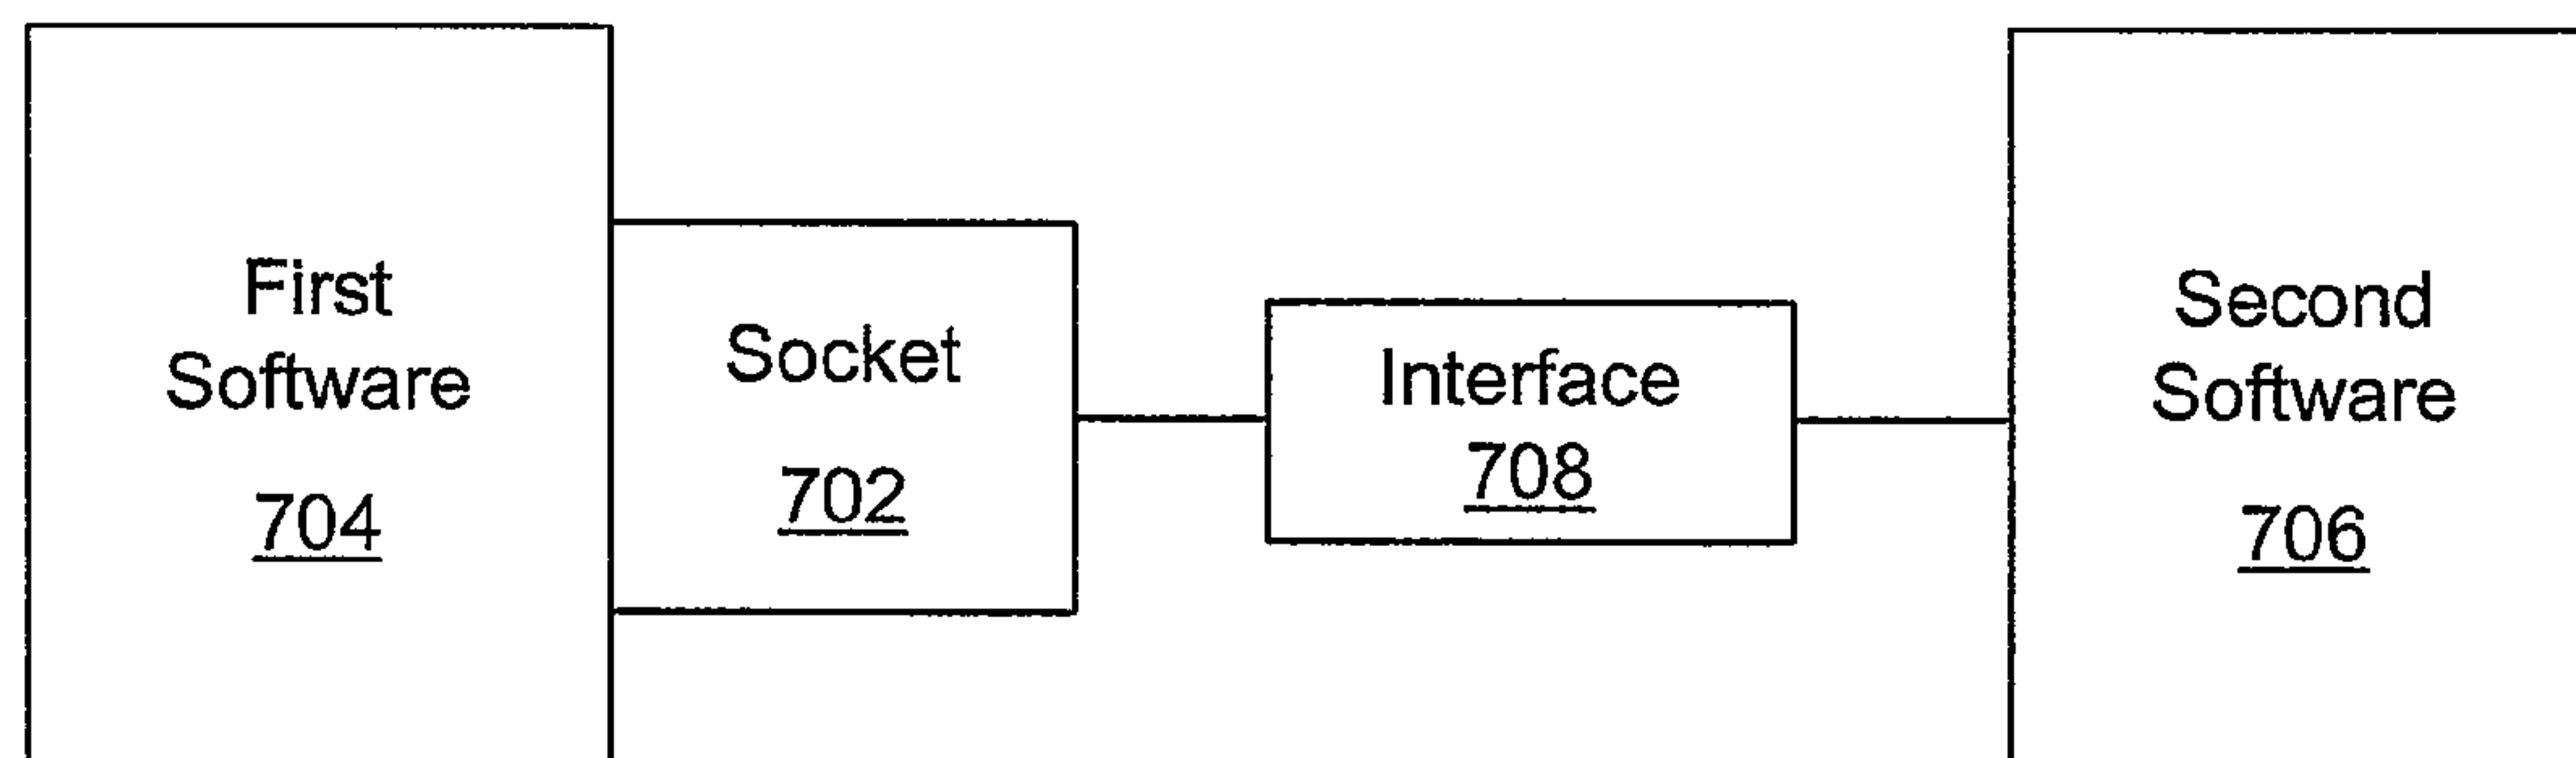 First
Software
704
Socket
702
Interface
708
Second
Software
706